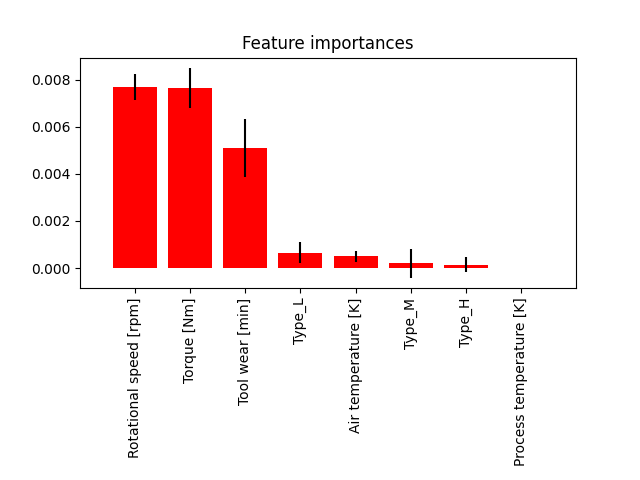 Feature importances
0.008
0.006
0.004
0.002
0.000
Rotational speed [rpm]
Torque [Nm]
Tool wear [min]
Type_L
Air temperature [K]
Type_M
Type_H
Process temperature [K]